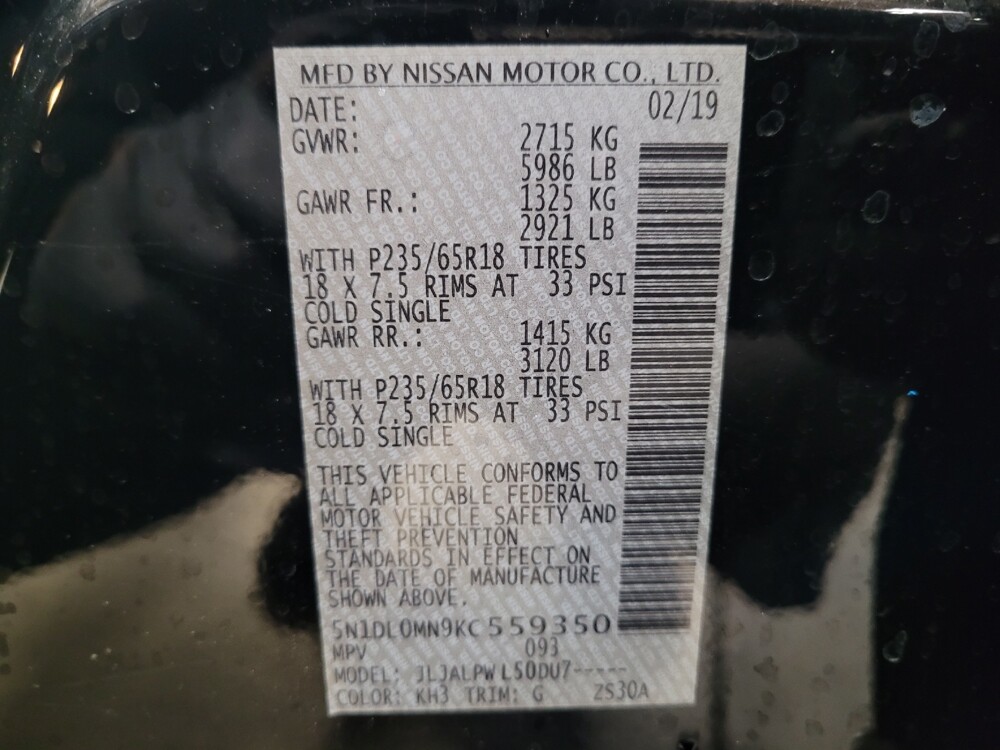 MFD BY NISSAN MOTOR CO., LTD.
DATE: 02/19
GVWR: 2715 KG
5986 LB
GAWR FR.: 1325 KG
2921 LB
WITH P235/65R18 TIRES
18 X 7.5 RIMS AT 33 PSI
COLD SINGLE
GAWR RR.: 1415 KG
3120 LB
WITH P235/65R18 TIRES
18 X 7.5 RIMS AT 33 PSI
COLD SINGLE
THIS VEHICLE CONFORMS TO
ALL APPLICABLE FEDERAL
MOTOR VEHICLE SAFETY AND
THEFT PREVENTION
STANDARDS IN EFFECT ON
THE DATE OF MANUFACTURE
SHOWN ABOVE.
5N1DL0MN9KC559350
MPV 093
MODEL: JLJALPWL50DU7-----
COLOR: KH3 TRIM: G ZS30A